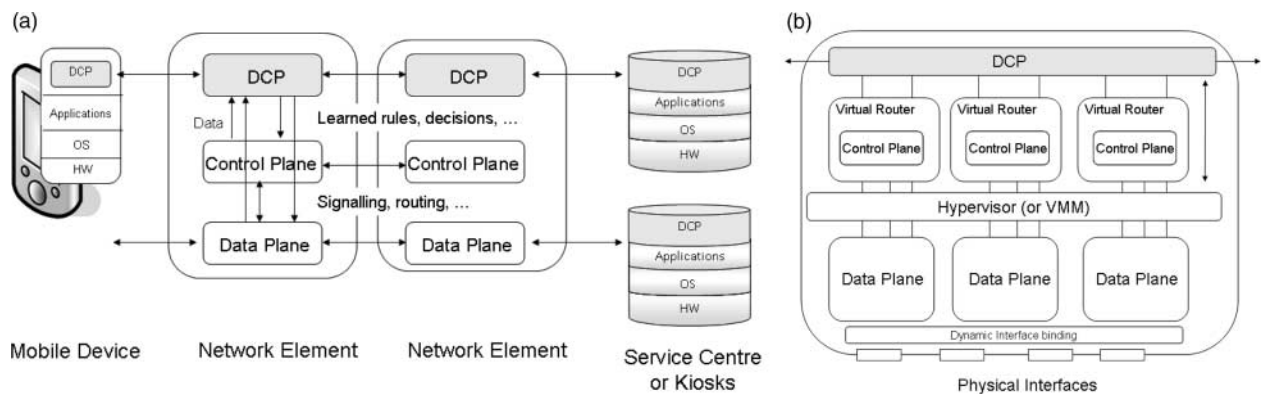 (a)
DCP
Applications
OS
HW
Mobile Device
DCP
Data
Control Plane
Data Plane
Network Element
Learned rules, decisions, ...
Signalling, routing, ...
DCP
Control Plane
Data Plane
Network Element
DCP
Applications
OS
HW
DCP
Applications
OS
HW
Service Centre
or Kiosks
(b)
DCP
Virtual Router
Control Plane
Virtual Router
Control Plane
Virtual Router
Control Plane
Hypervisor (or VMM)
Data Plane
Data Plane
Data Plane
Dynamic Interface binding
Physical Interfaces